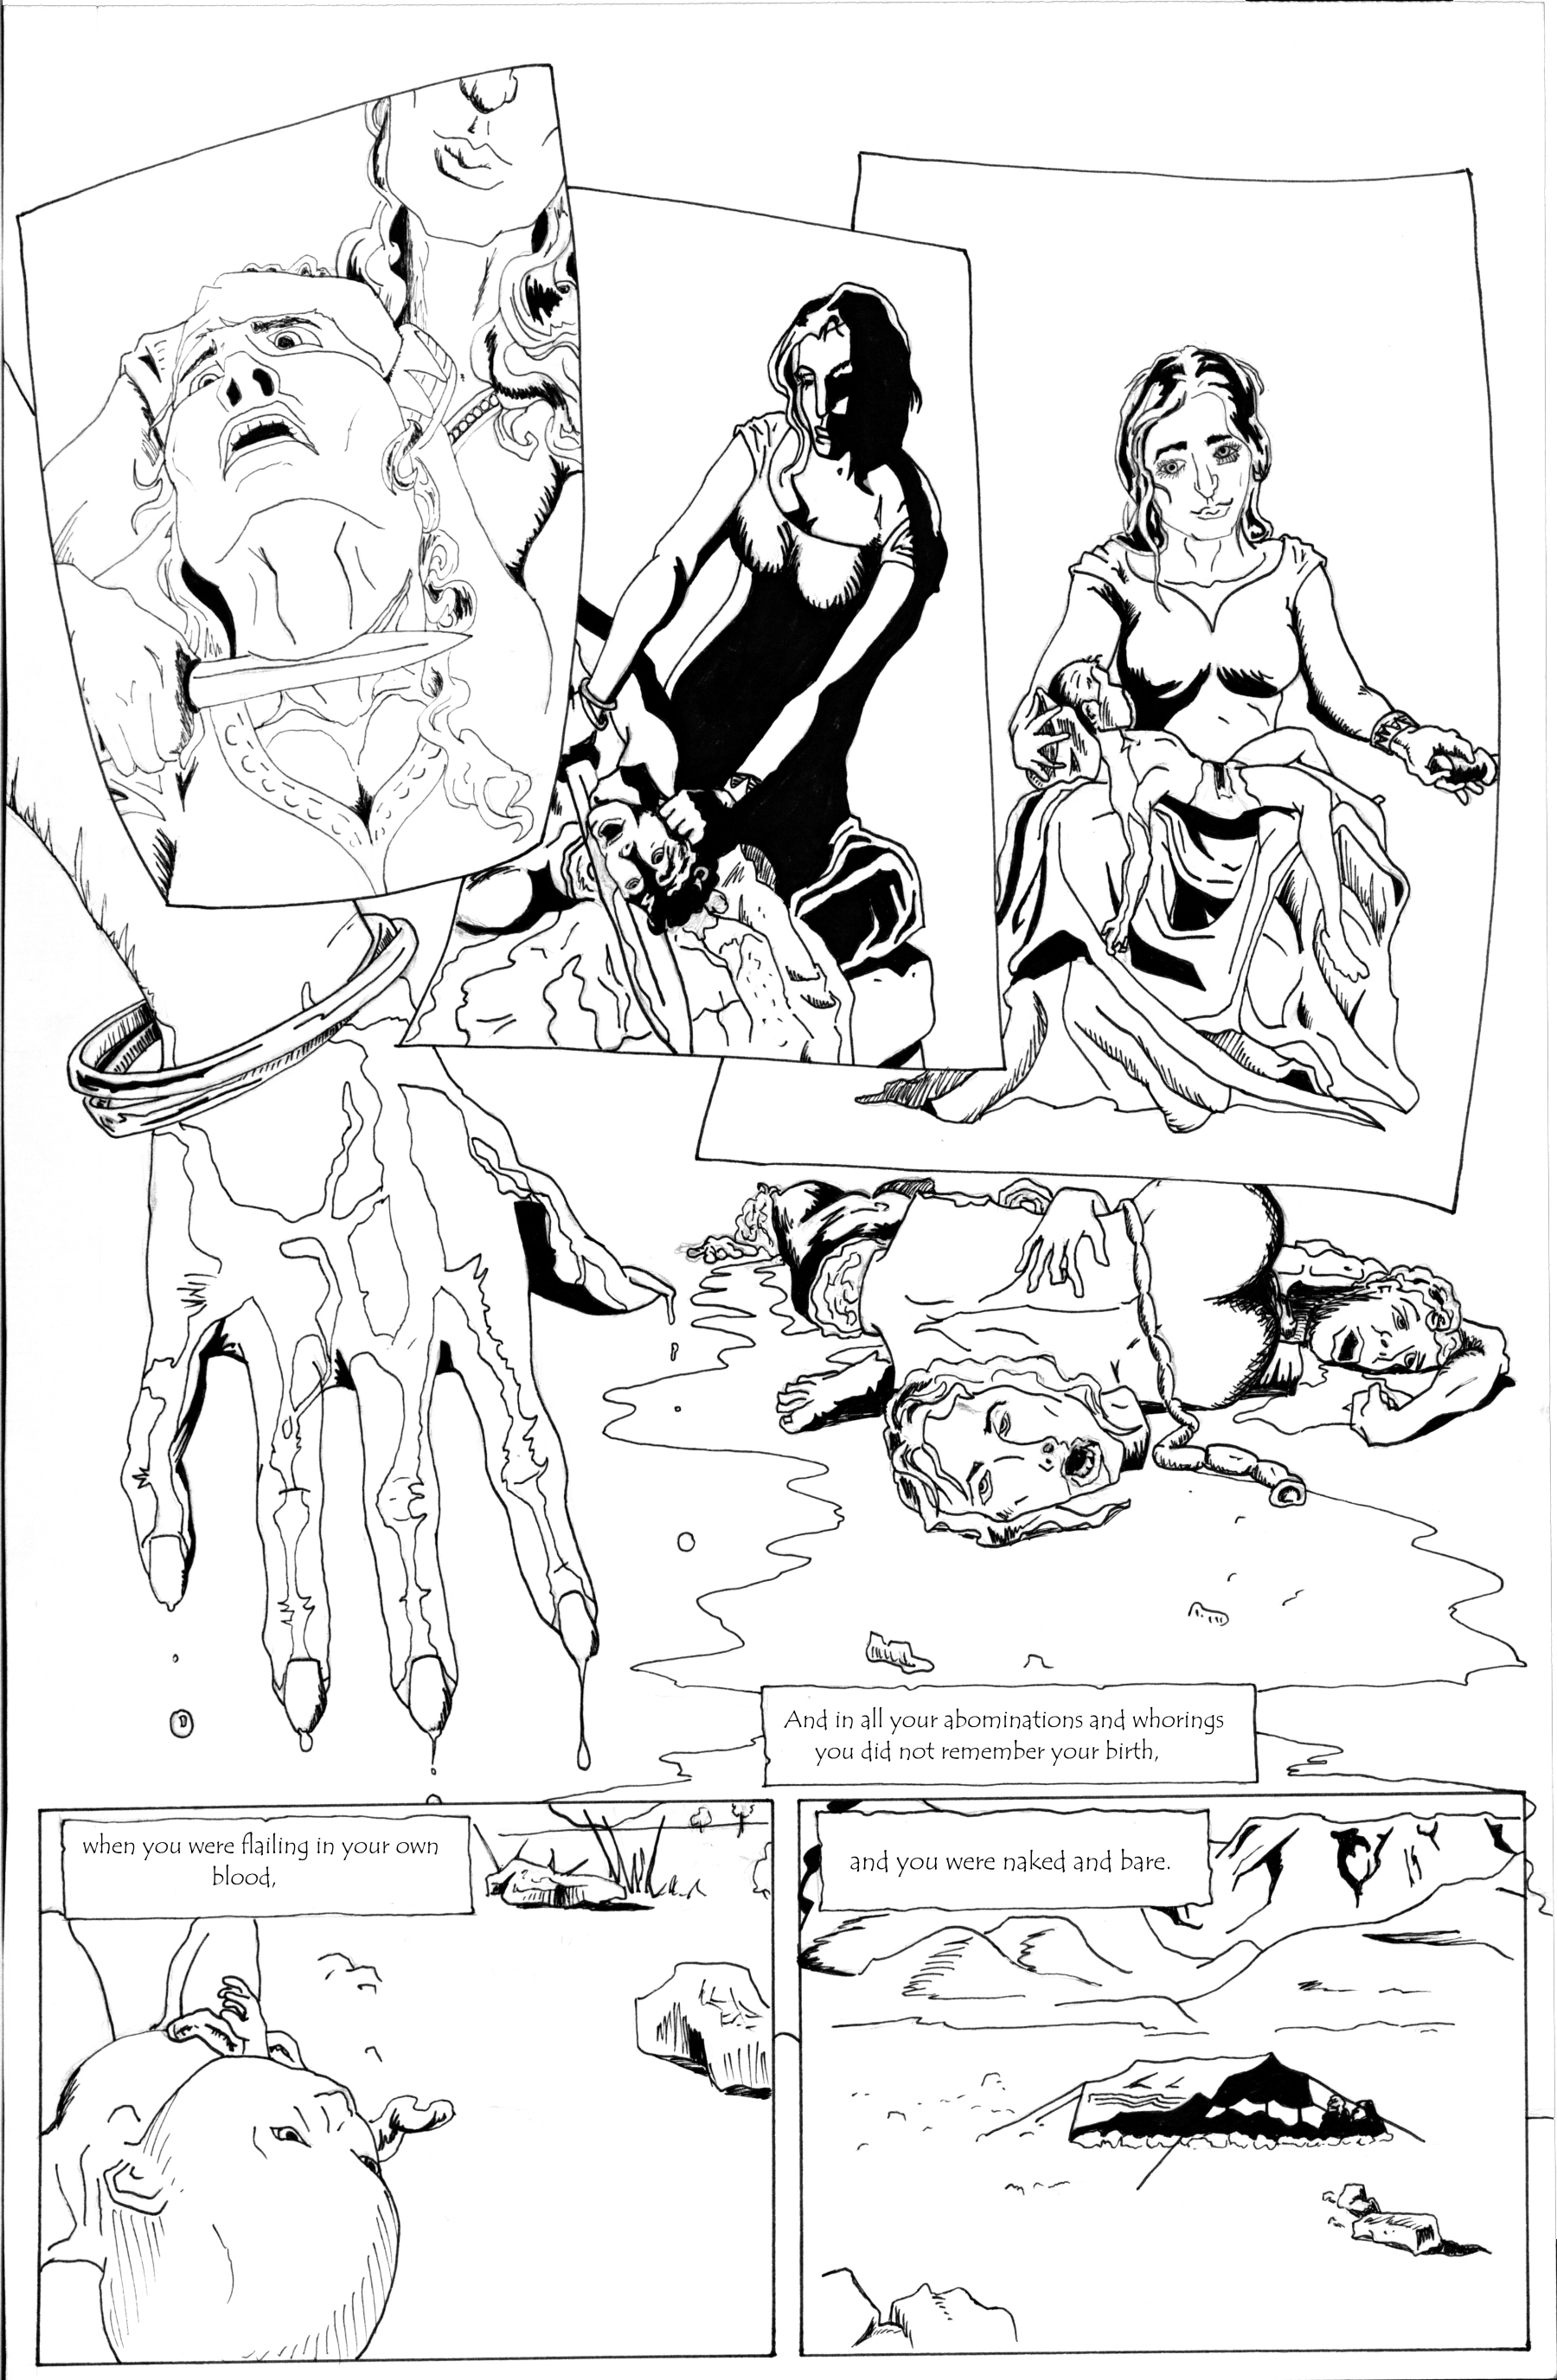 And in all your abominations and whorings
you did not remember your birth,
when you were flailing in your own
blood,
and you were naked and bare.